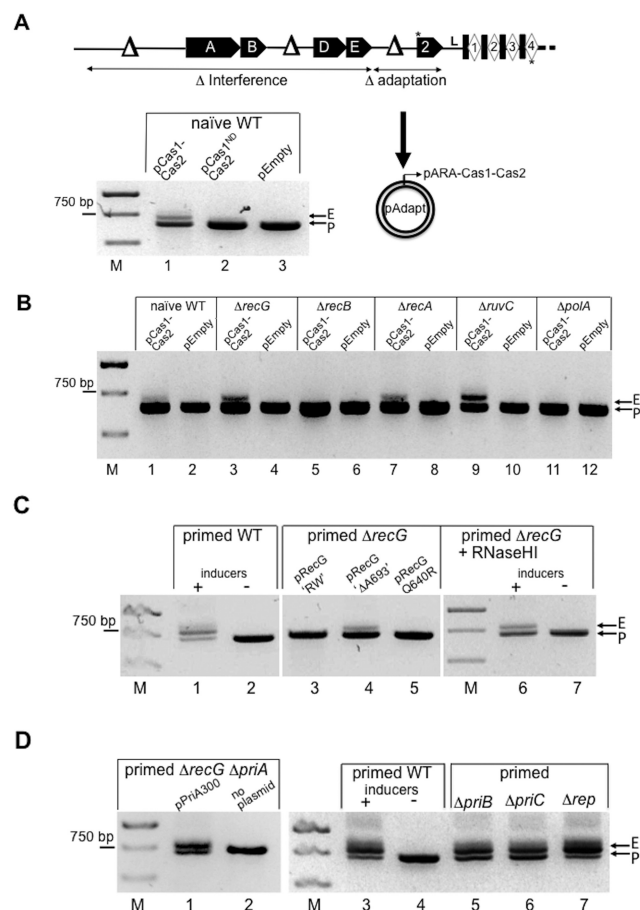 A
Δ A B Δ D E Δ * 2 L 1 2 3 4 *
Δ Interference Δ adaptation
naïve WT
pCas1-Cas2 pCas1ND Cas2 pEmpty
pARA-Cas1-Cas2
pAdapt
750 bp
E
P
M 1 2 3
B
naïve WT ΔrecG ΔrecB ΔrecA ΔruvC ΔpolA
pCas1-Cas2 pEmpty pCas1-Cas2 pEmpty pCas1-Cas2 pEmpty pCas1-Cas2 pEmpty pCas1-Cas2 pEmpty pCas1-Cas2 pEmpty
750 bp
E
P
M 1 2 3 4 5 6 7 8 9 10 11 12
C
primed WT primed ΔrecG primed ΔrecG
+ RNaseHI
inducers pRecG 'RW' pRecG 'ΔA693' pRecG Q640R inducers
+ - + -
750 bp
E
P
M 1 2 3 4 5 M 6 7
D
primed ΔrecG ΔpriA primed WT primed
pPriA300 no plasmid inducers
+ - ΔpriB ΔpriC Δrep
750 bp
E
P
M 1 2 M 3 4 5 6 7